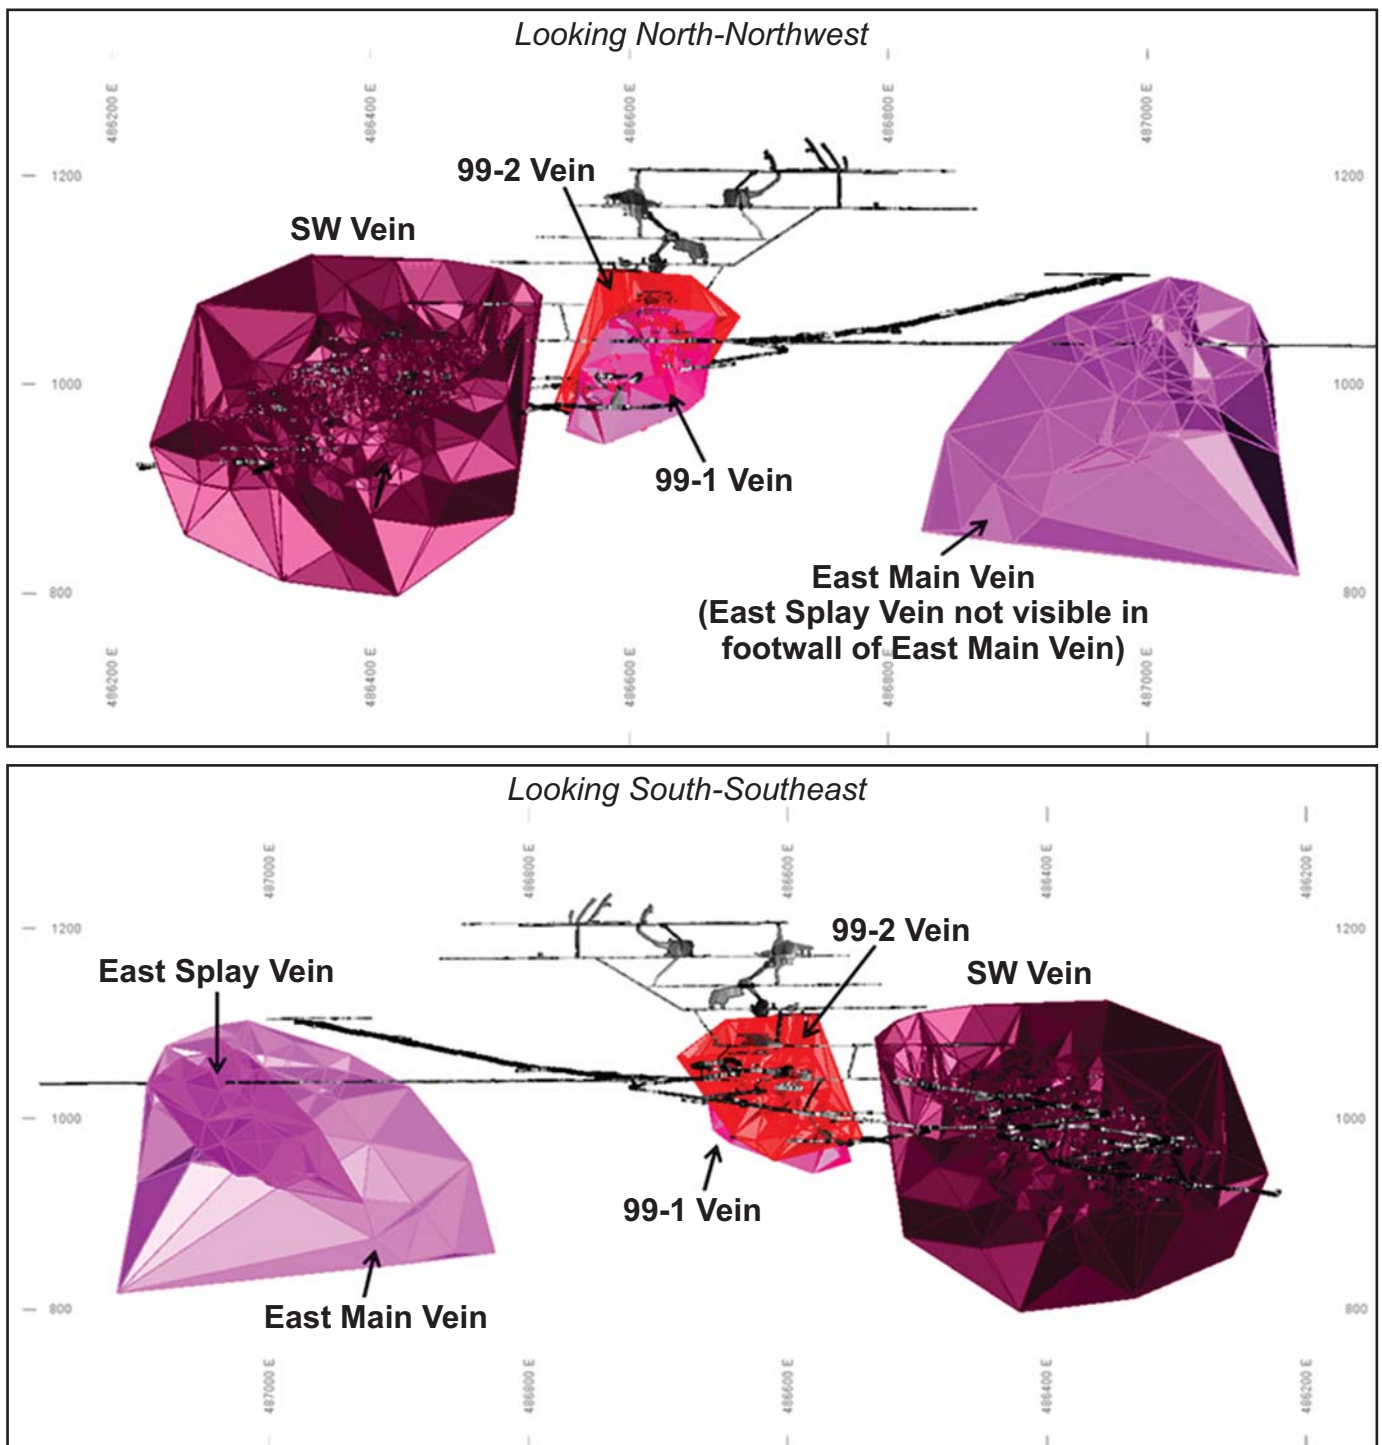 Looking North-Northwest
486200 E
486400 E
486600 E
486800 E
487000 E
1200
1200
99-2 Vein
SW Vein
1000
1000
99-1 Vein
East Main Vein
(East Splay Vein not visible in
footwall of East Main Vein)
800
800
486200 E
486400 E
486600 E
486800 E
487000 E
Looking South-Southeast
487000 E
486800 E
486600 E
486400 E
486200 E
1200
1200
99-2 Vein
East Splay Vein
SW Vein
1000
1000
99-1 Vein
East Main Vein
800
800
487000 E
486800 E
486600 E
486400 E
486200 E